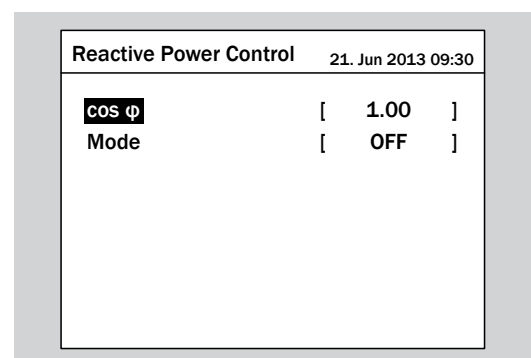 Reactive Power Control 21. Jun 2013 09:30
cos φ [ 1.00 ]
Mode [ OFF ]